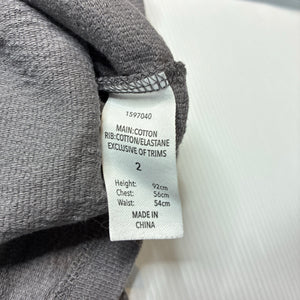 1597040
MAIN:COTTON
RIB:COTTON/ELASTANE
EXCLUSIVE OF TRIMS
2
Height: 92cm
Chest: 56cm
Waist: 54cm
MADE IN
CHINA